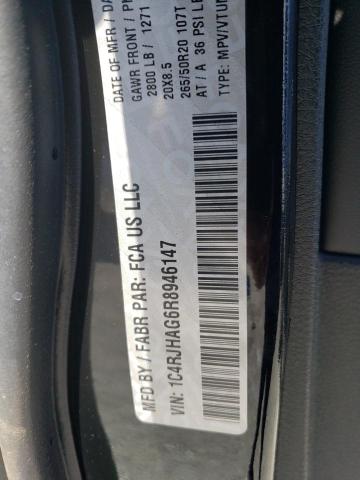 MFD BY / FABR PAR: FCA US LLC
DATE OF MFR / DA
GAWR FRONT / P
2800 LB / 1271
20X8.5
265/50R20 107T
AT / A 36 PSI
TYPE: MPV/VTUM
VIN: 1C4RJHAG6R8946147